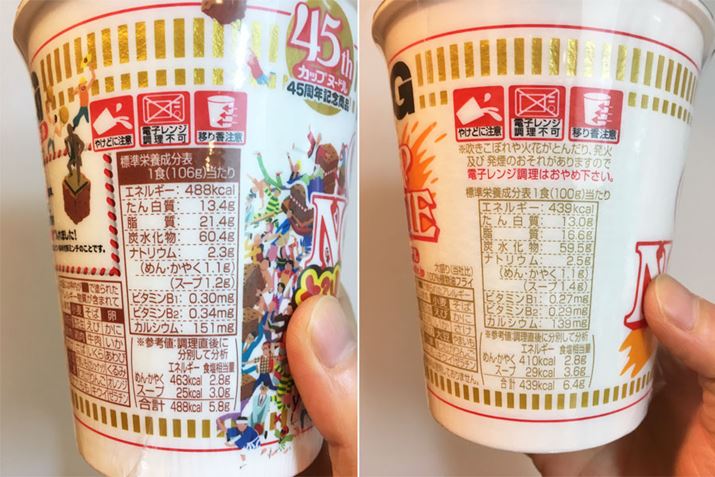 45th
カップヌードル
45周年記念商品
やけどに注意
電子レンジ
調理不可
移り香注意
標準栄養成分表
1食(106g)当たり
エネルギー: 488kcal
たん白質: 13.4g
脂質: 21.4g
炭水化物: 60.4g
ナトリウム: 2.3g
(めん・かやく1.1g)
(スープ1.2g)
ビタミンB1: 0.30mg
ビタミンB2: 0.34mg
カルシウム: 151mg
※参考値:調理直後に
分別して分析
エネルギー 食塩相当量
めんかやく 463kcal 2.8g
スープ 25kcal 3.0g
合計 488kcal 5.8g
G
やけどに注意
電子レンジ
調理不可
移り香注意
※吹きこぼれや火花がとんだり、発火
及び発煙のおそれがありますので
電子レンジ調理はおやめ下さい。
標準栄養成分表1食(100g)当たり
エネルギー: 439kcal
たん白質: 13.0g
脂質: 16.6g
炭水化物: 59.5g
ナトリウム: 2.5g
(めん・かやく1.1g)
(スープ1.4g)
ビタミンB1: 0.27mg
ビタミンB2: 0.29mg
カルシウム: 139mg
※参考値:調理直後に
分別して分析
エネルギー 食塩相当量
めんかやく 410kcal 2.8g
スープ 29kcal 3.6g
合計 439kcal 6.4g